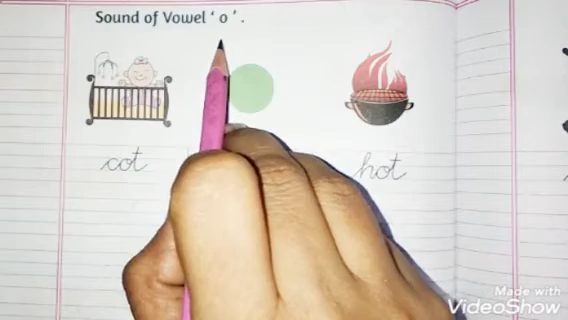 Sound of Vowel ‘ o ’ .
cot
hot
Made with
VideoShow